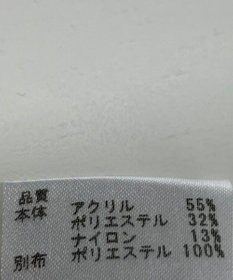 品質
本体 アクリル 55%
ポリエステル 32%
ナイロン 13%
別布 ポリエステル 100%